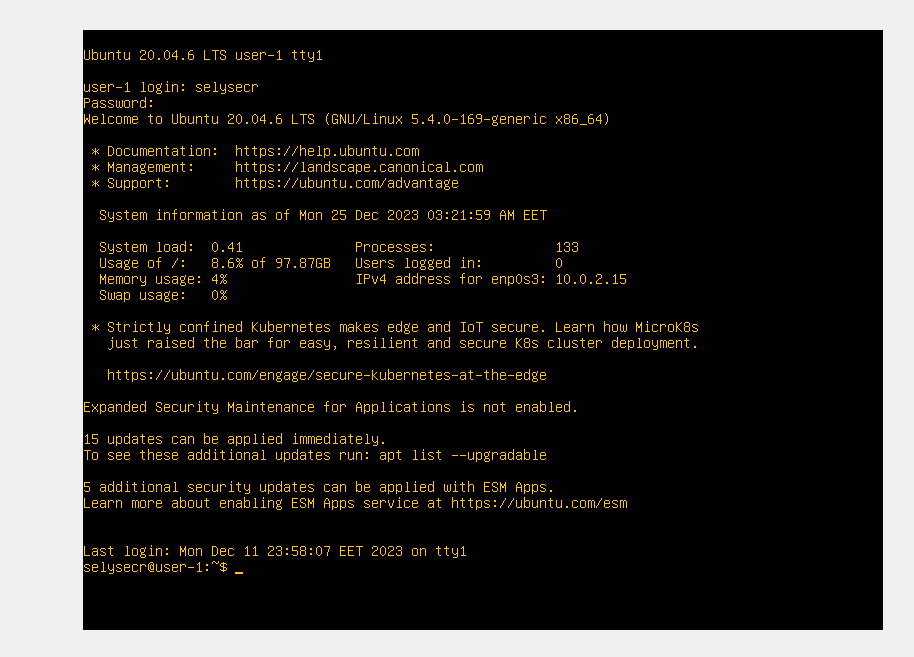 Ubuntu 20.04.6 LTS user-1 tty1
user-1 login: selysecr
Password:
Welcome to Ubuntu 20.04.6 LTS (GNU/Linux 5.4.0-169-generic x86_64)
* Documentation:  https://help.ubuntu.com
* Management:     https://landscape.canonical.com
* Support:        https://ubuntu.com/advantage
System information as of Mon 25 Dec 2023 03:21:59 AM EET
System load:  0.41              Processes:               133
Usage of /:   8.6% of 97.87GB   Users logged in:         0
Memory usage: 4%                IPv4 address for enp0s3: 10.0.2.15
Swap usage:   0%
* Strictly confined Kubernetes makes edge and IoT secure. Learn how MicroK8s
just raised the bar for easy, resilient and secure K8s cluster deployment.
https://ubuntu.com/engage/secure-kubernetes-at-the-edge
Expanded Security Maintenance for Applications is not enabled.
15 updates can be applied immediately.
To see these additional updates run: apt list --upgradable
5 additional security updates can be applied with ESM Apps.
Learn more about enabling ESM Apps service at https://ubuntu.com/esm
Last login: Mon Dec 11 23:58:07 EET 2023 on tty1
selysecr@user-1:~$ _